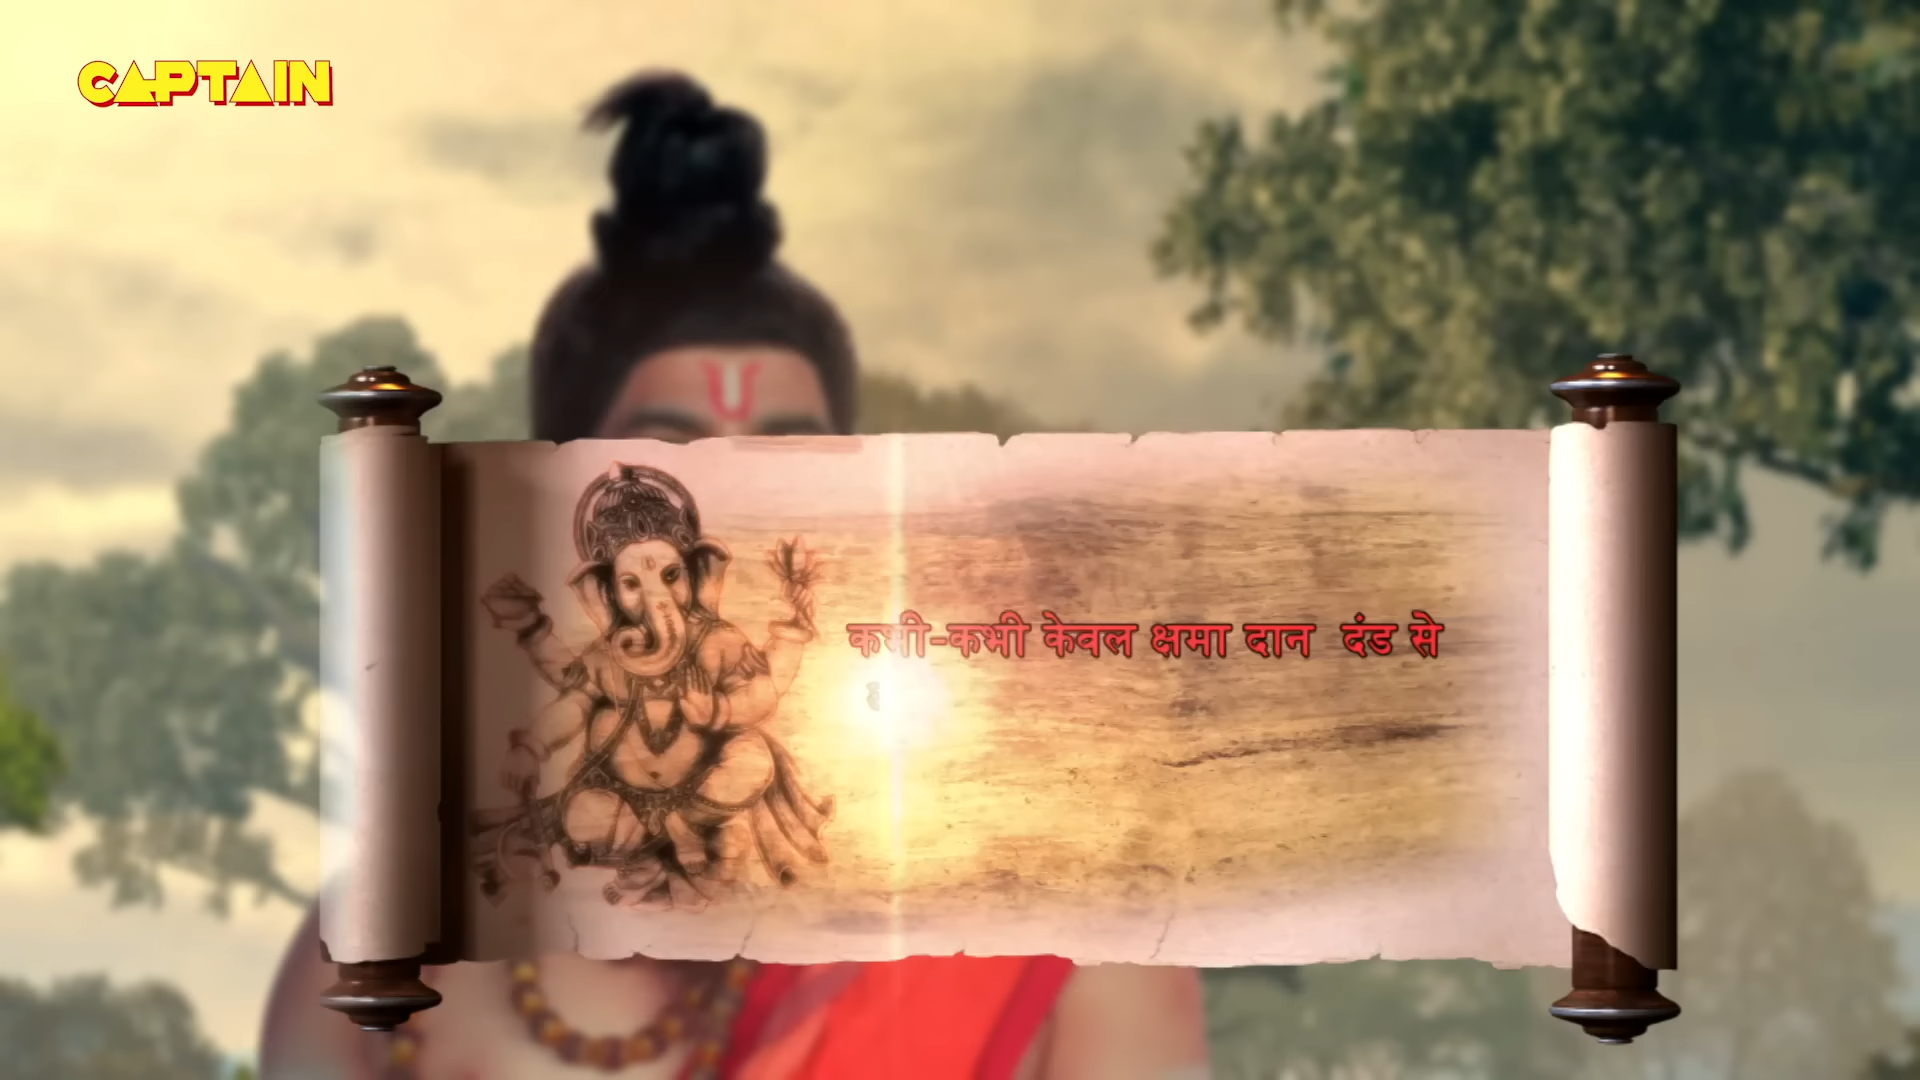 CAPTAIN
कभी-कभी केवल क्षमा दान दंड से